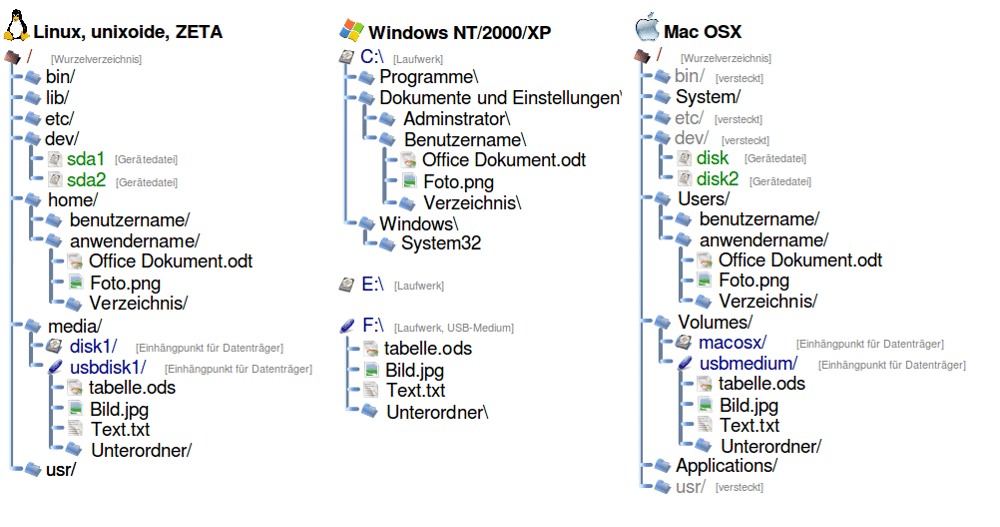 Linux, unixoide, ZETA
/ [Wurzelverzeichnis]
bin/
lib/
etc/
dev/
sda1 [Gerätedatei]
sda2 [Gerätedatei]
home/
benutzername/
anwendername/
Office Dokument.odt
Foto.png
Verzeichnis/
media/
disk1/ [Einhängpunkt für Datenträger]
usbdisk1/ [Einhängpunkt für Datenträger]
tabelle.ods
Bild.jpg
Text.txt
Unterordner/
usr/
Windows NT/2000/XP
C:\ [Laufwerk]
Programme\
Dokumente und Einstellungen\
Adminstrator\
Benutzername\
Office Dokument.odt
Foto.png
Verzeichnis\
Windows\
System32
E:\ [Laufwerk]
F:\ [Laufwerk, USB-Medium]
tabelle.ods
Bild.jpg
Text.txt
Unterordner\
Mac OSX
/ [Wurzelverzeichnis]
bin/ [versteckt]
System/
etc/ [versteckt]
dev/ [versteckt]
disk [Gerätedatei]
disk2 [Gerätedatei]
Users/
benutzername/
anwendername/
Office Dokument.odt
Foto.png
Verzeichnis/
Volumes/
macosx/ [Einhängpunkt für Datenträger]
usbmedium/ [Einhängpunkt für Datenträger]
tabelle.ods
Bild.jpg
Text.txt
Unterordner/
Applications/
usr/ [versteckt]